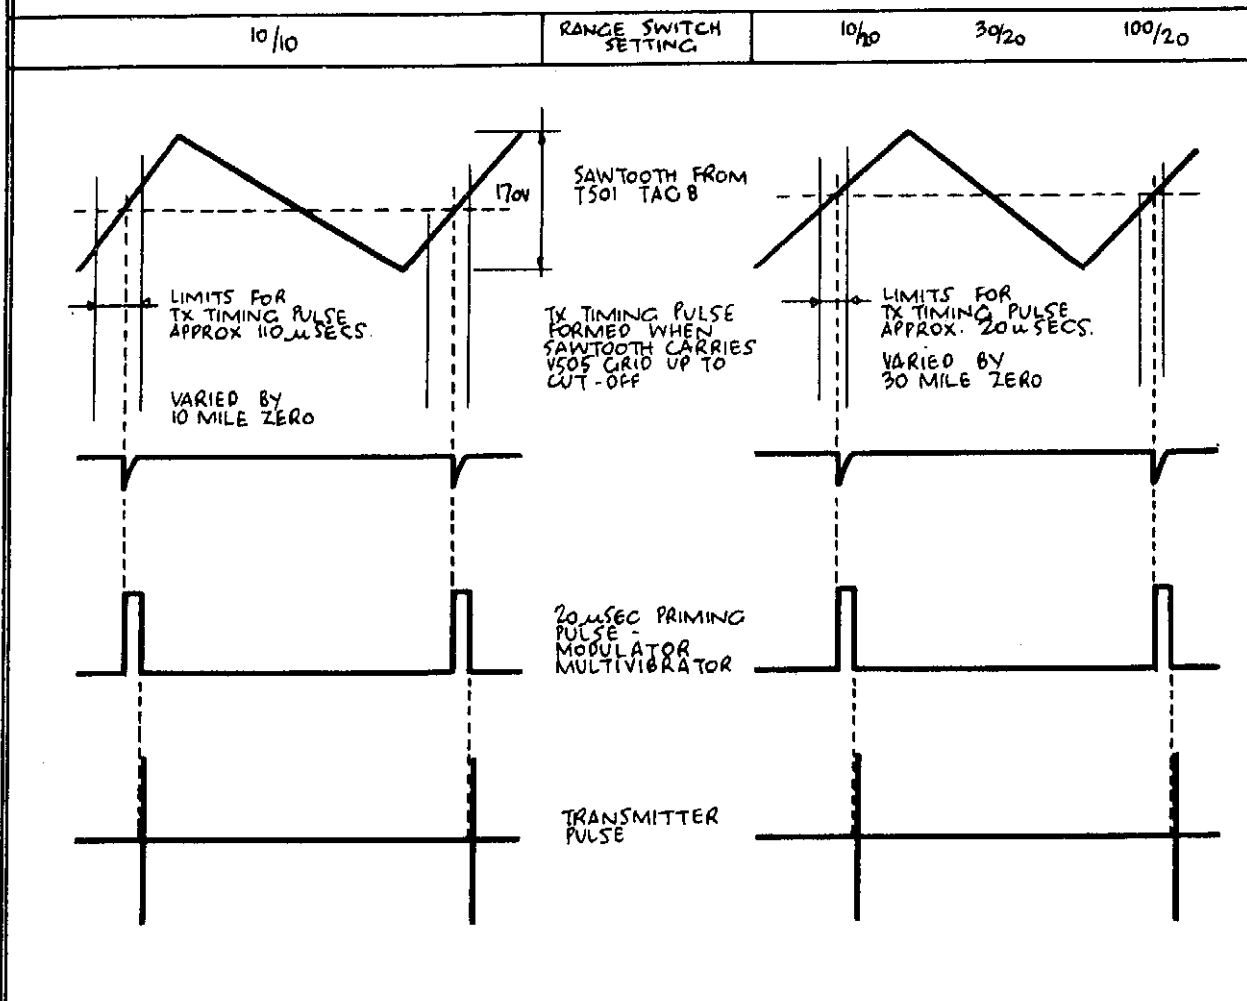 10/10
RANGE SWITCH
SETTING
10/20 30/20 100/20
170V
SAWTOOTH FROM
T501 TAG 8
LIMITS FOR
TX TIMING PULSE
APPROX 110 μSECS.
VARIED BY
10 MILE ZERO
TX TIMING PULSE
FORMED WHEN
SAWTOOTH CARRIES
V505 GRID UP TO
CUT-OFF
LIMITS FOR
TX TIMING PULSE
APPROX. 20μSECS.
VARIED BY
30 MILE ZERO
20 μSEC PRIMING
PULSE -
MODULATOR
MULTIVIBRATOR
TRANSMITTER
PULSE